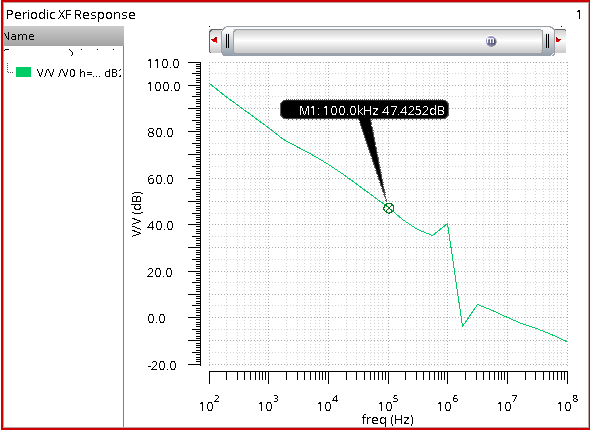 Periodic XF Response 1
Name
V/V /V0 h=... dB2
110.0
100.0
80.0
60.0
40.0
20.0
0.0
-20.0
V/V (dB)
M1: 100.0kHz 47.4252dB
m
10^2 10^3 10^4 10^5 10^6 10^7 10^8
freq (Hz)